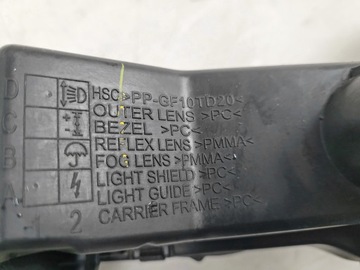 HSG >PP-GF10TD20<
OUTER LENS >PC<
BEZEL >PC<
REFLEX LENS >PMMA<
FOG LENS >PMMA<
LIGHT SHIELD >PC<
LIGHT GUIDE >PC<
CARRIER FRAME >PC<
D
C
B
A
1 2